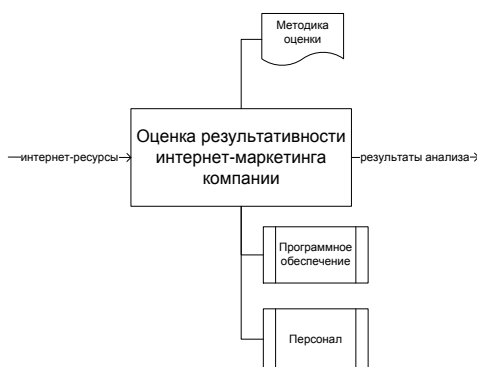 Методика
оценки
Оценка результативности
интернет-маркетинга
компании
интернет-ресурсы
результаты анализа
Программное
обеспечение
Персонал